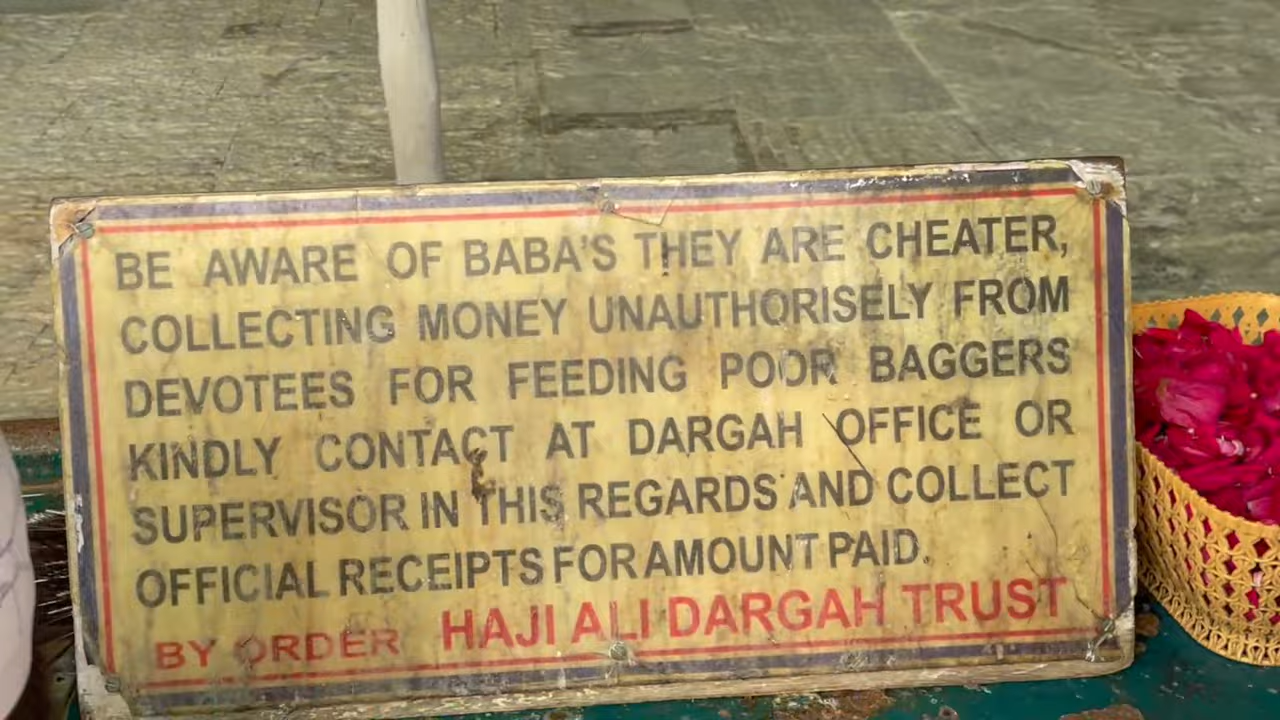 BE AWARE OF BABA'S THEY ARE CHEATER,
COLLECTING MONEY UNAUTHORISELY FROM
DEVOTEES FOR FEEDING POOR BAGGERS
KINDLY CONTACT AT DARGAH OFFICE OR
SUPERVISOR IN THIS REGARDS AND COLLECT
OFFICIAL RECEIPTS FOR AMOUNT PAID.
BY ORDER HAJI ALI DARGAH TRUST